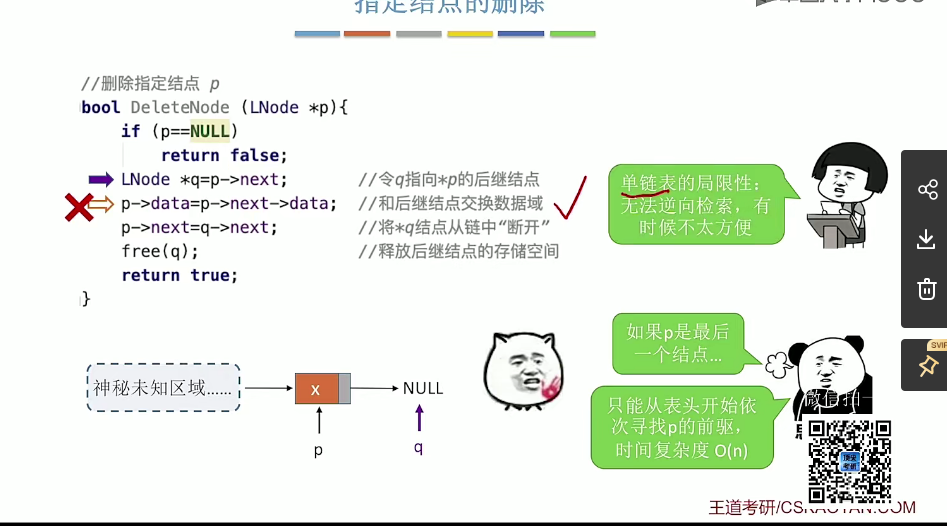 指定结点的删除
//删除指定结点 p
bool DeleteNode (LNode *p){
if (p==NULL)
return false;
LNode *q=p->next; //令q指向*p的后继结点
p->data=p->next->data; //和后继结点交换数据域
p->next=q->next; //将*q结点从链中“断开”
free(q); //释放后继结点的存储空间
return true;
}
单链表的局限性：
无法逆向检索，有
时候不太方便
SVIP
如果p是最后
一个结点...
神秘未知区域......
x
NULL
p
q
只能从表头开始依
次寻找p的前驱，
时间复杂度 O(n)
微信扫一
王道考研/CSKAOYAN.COM